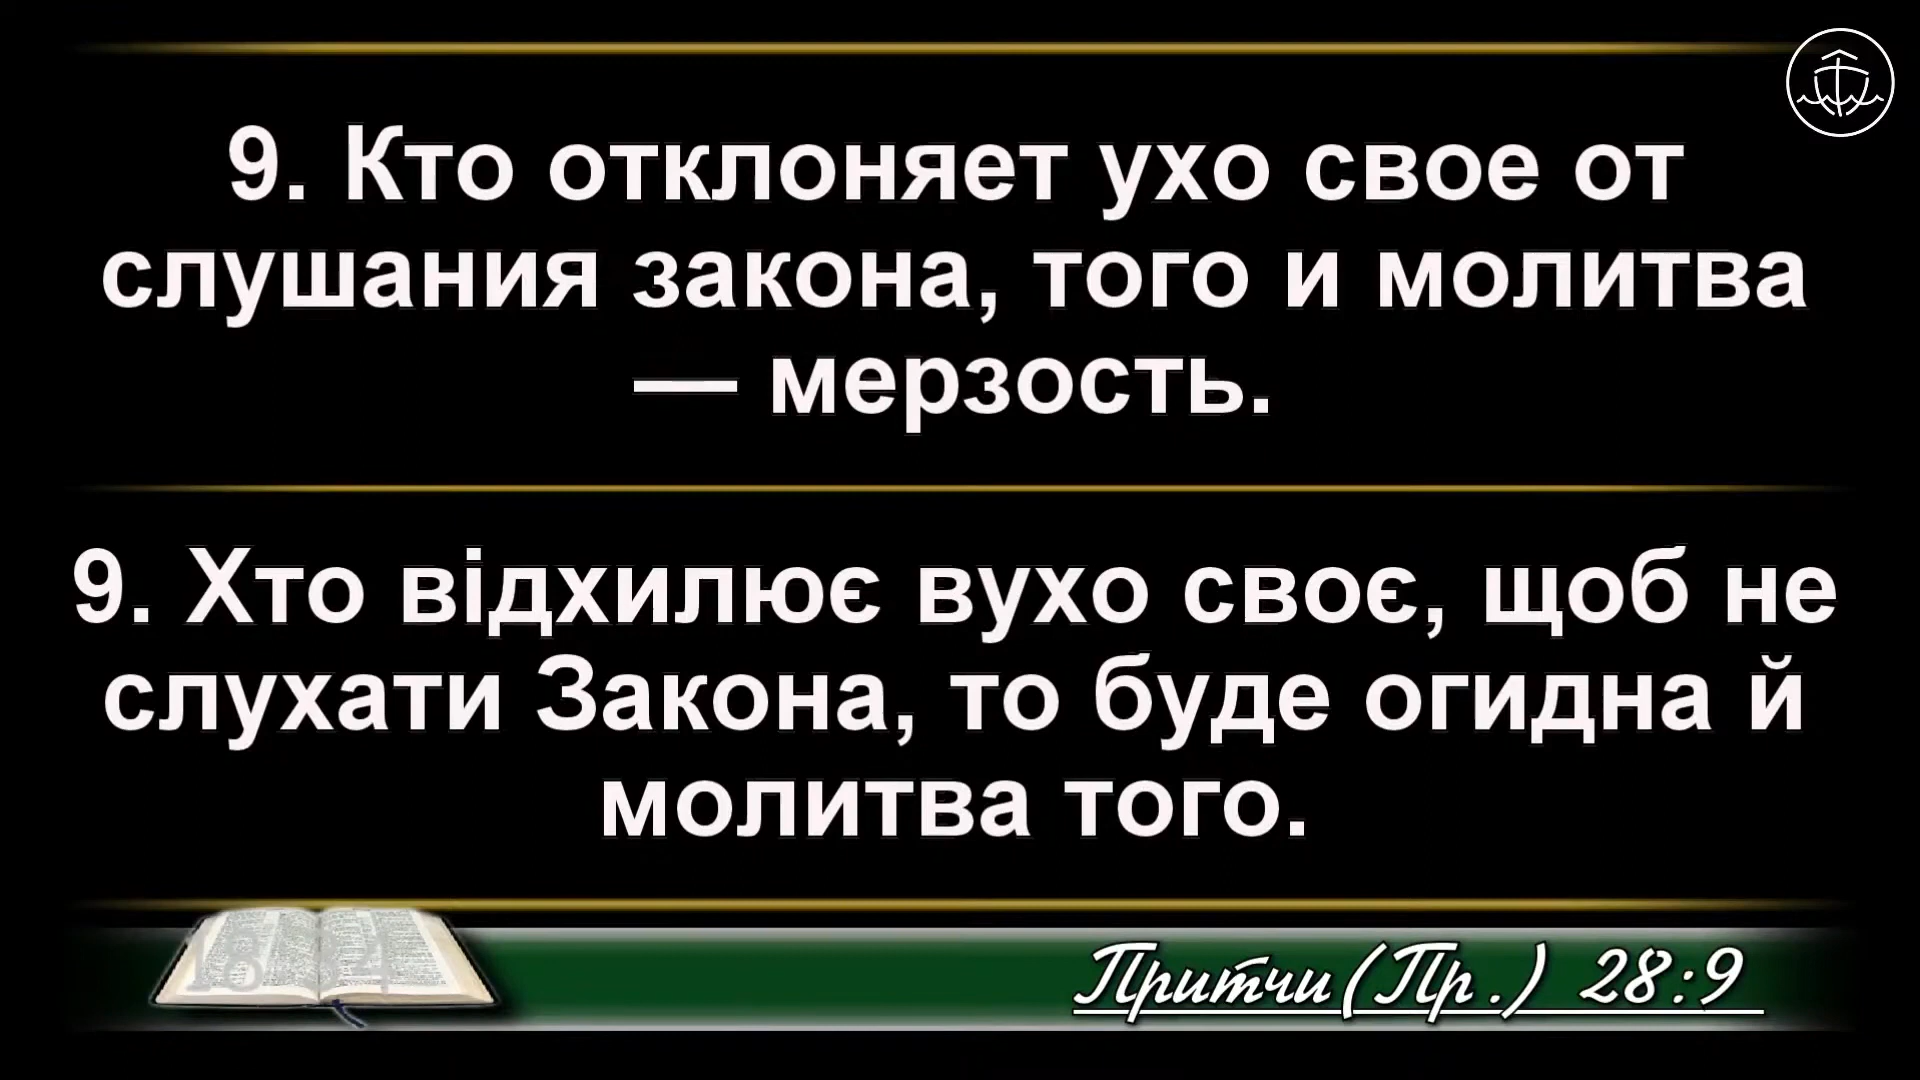 9. Кто отклоняет ухо свое от
слушания закона, того и молитва
— мерзость.
9. Хто відхилює вухо своє, щоб не
слухати Закона, то буде огидна й
молитва того.
Притчи(Пр.) 28:9